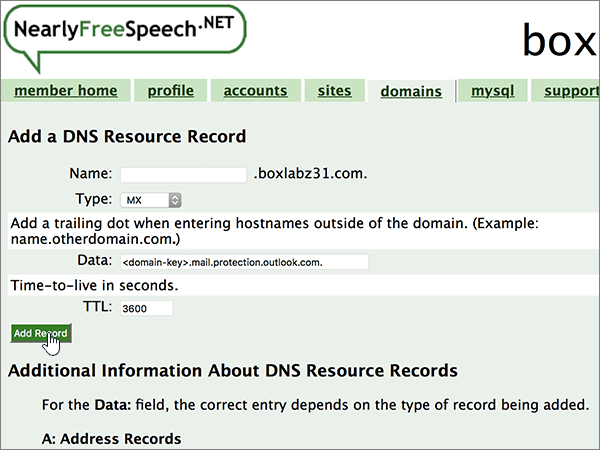 NearlyFreeSpeech.NET
box
member home profile accounts sites domains mysql support
Add a DNS Resource Record
Name: .boxlabz31.com.
Type: MX
Add a trailing dot when entering hostnames outside of the domain. (Example:
name.otherdomain.com.)
Data: <domain-key>.mail.protection.outlook.com.
Time-to-live in seconds.
TTL: 3600
Add Record
Additional Information About DNS Resource Records
For the Data: field, the correct entry depends on the type of record being added.
A: Address Records